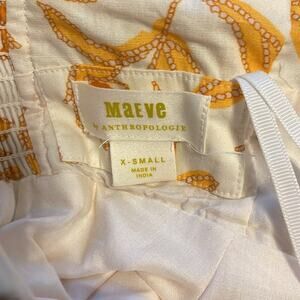 MAEVE
by ANTHROPOLOGIE
X-SMALL
MADE IN
INDIA